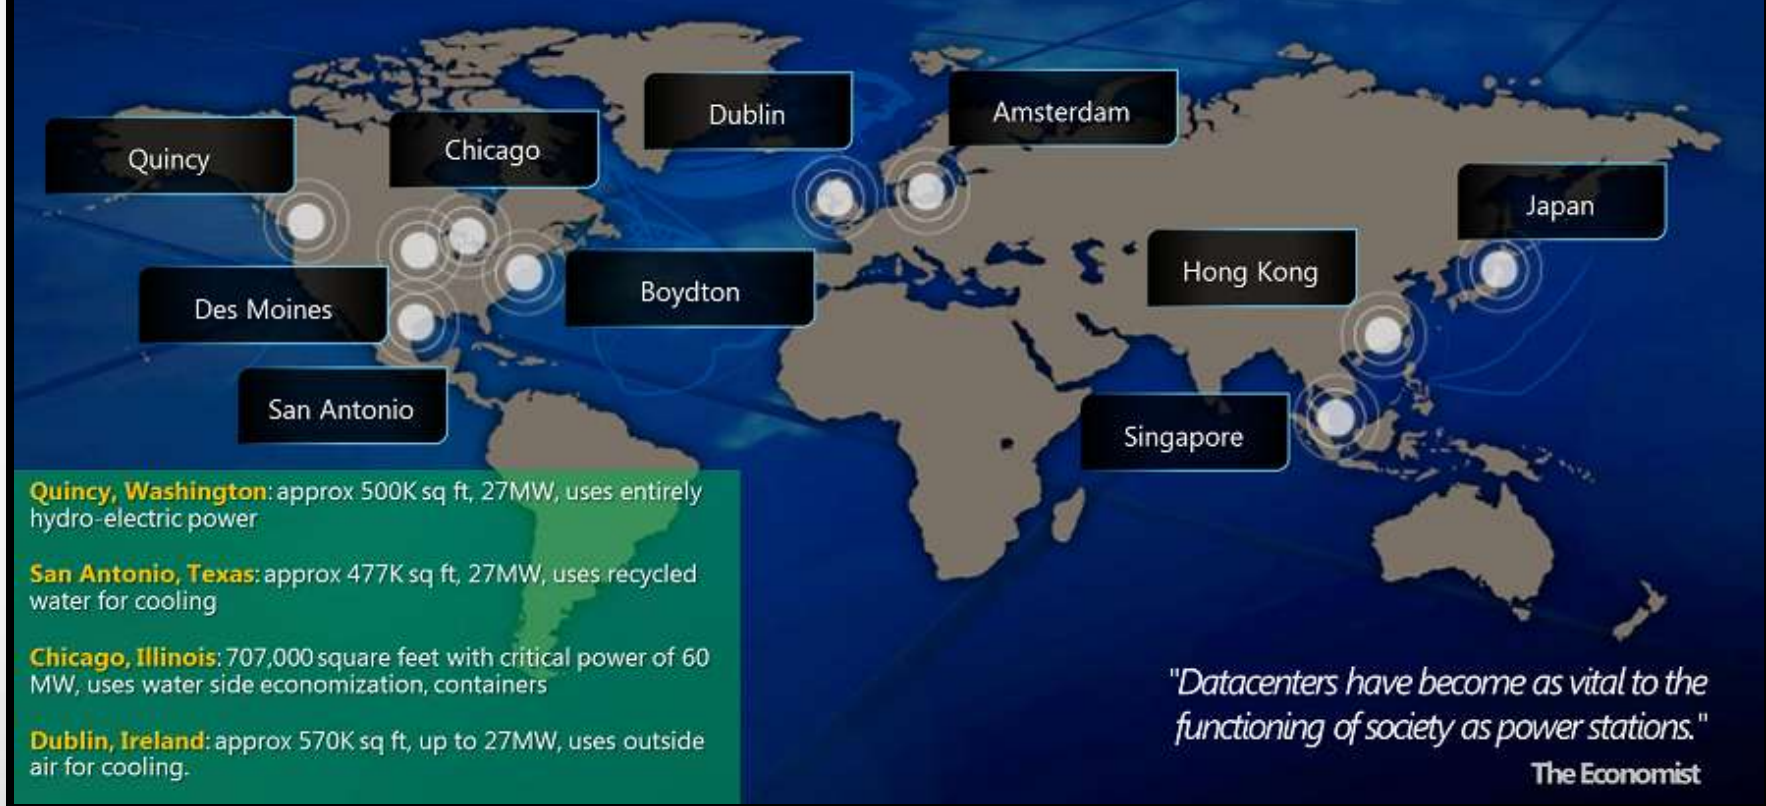 Dublin
Amsterdam
Chicago
Quincy
Japan
Hong Kong
Boydton
Des Moines
San Antonio
Singapore
Quincy, Washington: approx 500K sq ft, 27MW, uses entirely
hydro-electric power
San Antonio, Texas: approx 477K sq ft, 27MW, uses recycled
water for cooling
Chicago, Illinois: 707,000 square feet with critical power of 60
MW, uses water side economization, containers
Dublin, Ireland: approx 570K sq ft, up to 27MW, uses outside
air for cooling.
"Datacenters have become as vital to the
functioning of society as power stations."
The Economist